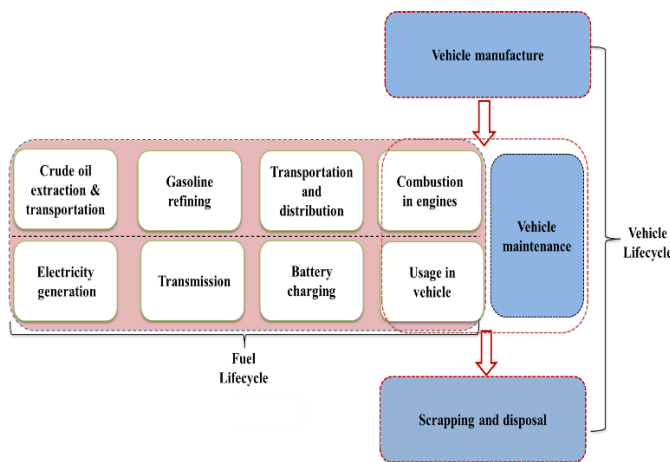 Vehicle manufacture
Crude oil
extraction &
transportation
Gasoline
refining
Transportation
and
distribution
Combustion
in engines
Electricity
generation
Transmission
Battery
charging
Usage in
vehicle
Vehicle
maintenance
Vehicle
Lifecycle
Fuel
Lifecycle
Scrapping and disposal